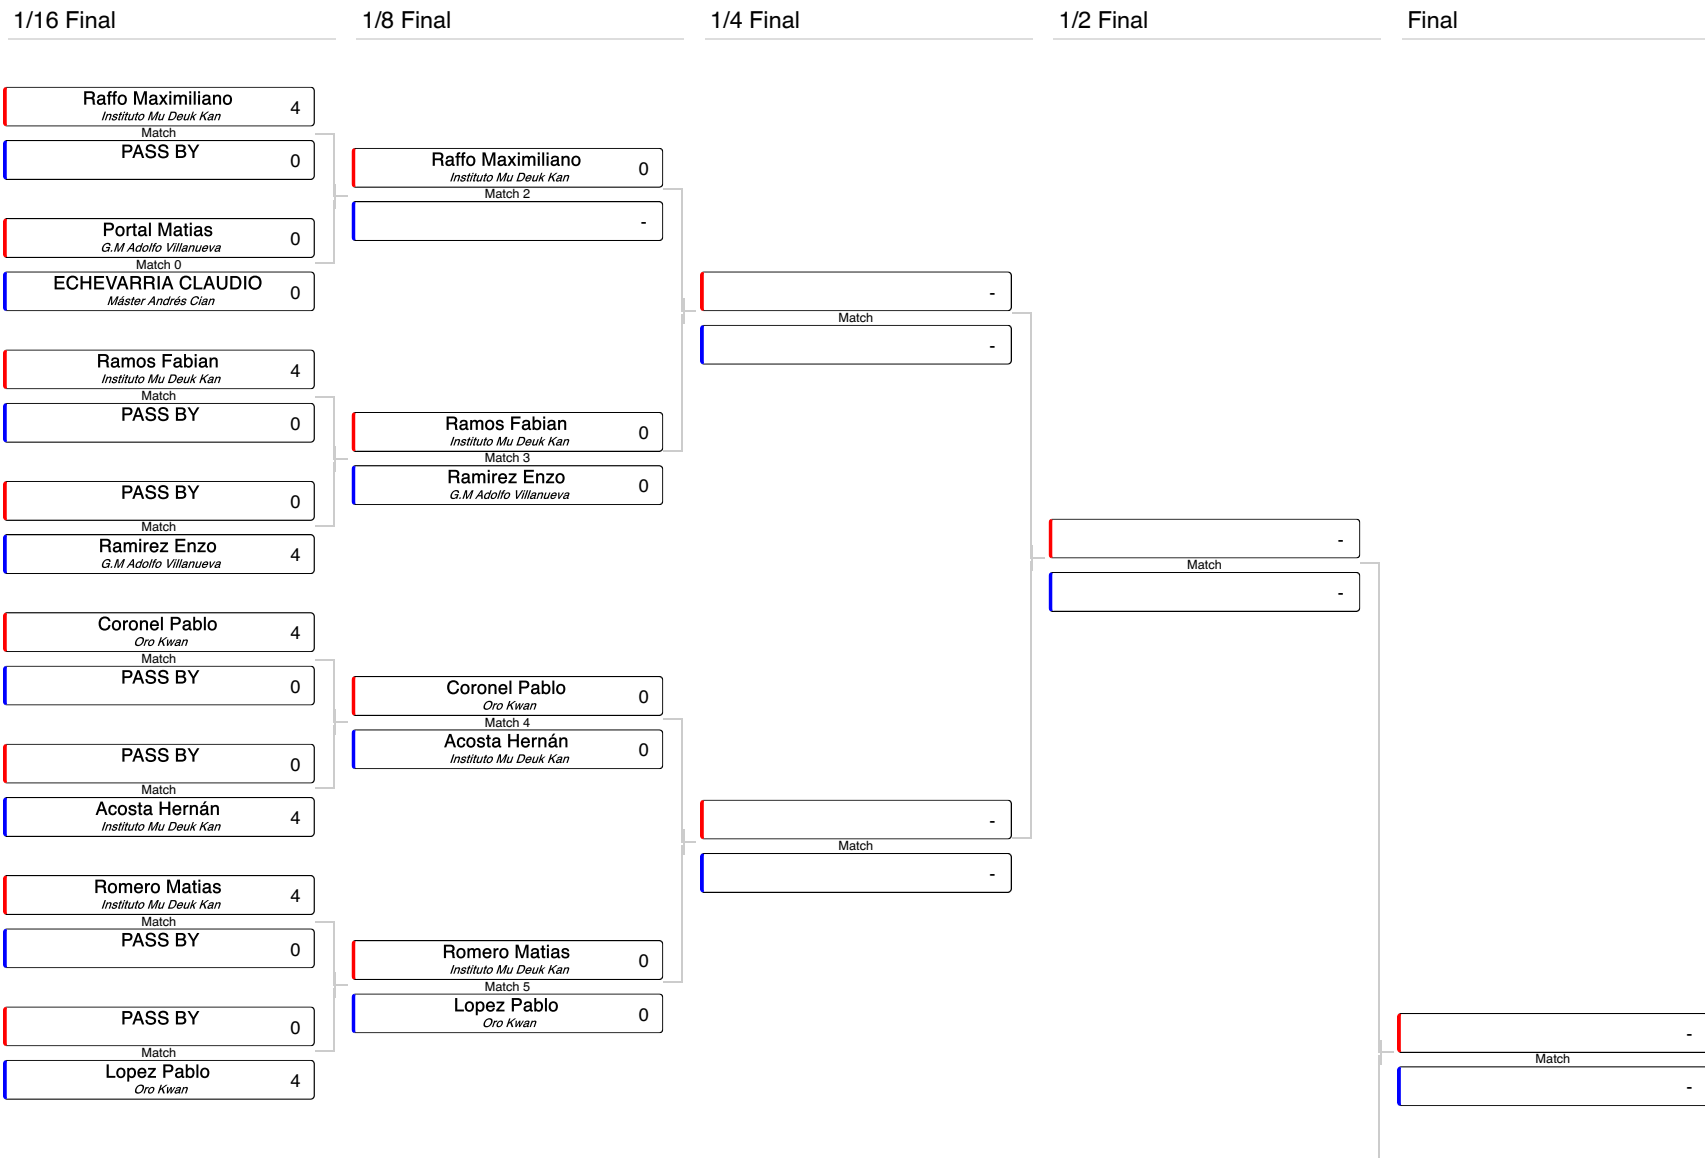 1/16 Final
1/8 Final
1/4 Final
1/2 Final
Final
Raffo Maximiliano
Instituto Mu Deuk Kan
4
Match
PASS BY
0
Portal Matias
G.M Adolfo Villanueva
0
Match 0
ECHEVARRIA CLAUDIO
Máster Andrés Cian
0
Ramos Fabian
Instituto Mu Deuk Kan
4
Match
PASS BY
0
PASS BY
0
Match
Ramirez Enzo
G.M Adolfo Villanueva
4
Coronel Pablo
Oro Kwan
4
Match
PASS BY
0
PASS BY
0
Match
Acosta Hernán
Instituto Mu Deuk Kan
4
Romero Matias
Instituto Mu Deuk Kan
4
Match
PASS BY
0
PASS BY
0
Match
Lopez Pablo
Oro Kwan
4
Raffo Maximiliano
Instituto Mu Deuk Kan
0
Match 2
-
Ramos Fabian
Instituto Mu Deuk Kan
0
Match 3
Ramirez Enzo
G.M Adolfo Villanueva
0
Coronel Pablo
Oro Kwan
0
Match 4
Acosta Hernán
Instituto Mu Deuk Kan
0
Romero Matias
Instituto Mu Deuk Kan
0
Match 5
Lopez Pablo
Oro Kwan
0
-
Match
-
-
Match
-
-
Match
-
-
Match
-